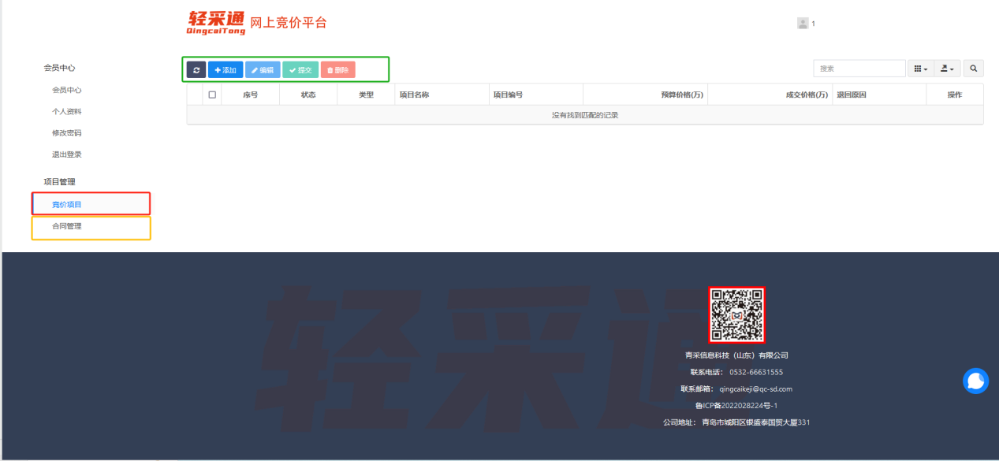 轻采通 网上竞价平台
QingcaiTong
1
会员中心
会员中心
个人资料
修改密码
退出登录
项目管理
竞价项目
合同管理
添加 编辑 提交 删除
搜索
序号 状态 类型 项目名称 项目编号 预算价格(万) 成交价格(万) 退回原因 操作
没有找到匹配的记录
轻采通
青采信息科技（山东）有限公司
联系电话： 0532-66631555
联系邮箱： qingcaikeji@qc-sd.com
鲁ICP备2022028224号-1
公司地址： 青岛市城阳区银盛泰国贸大厦331